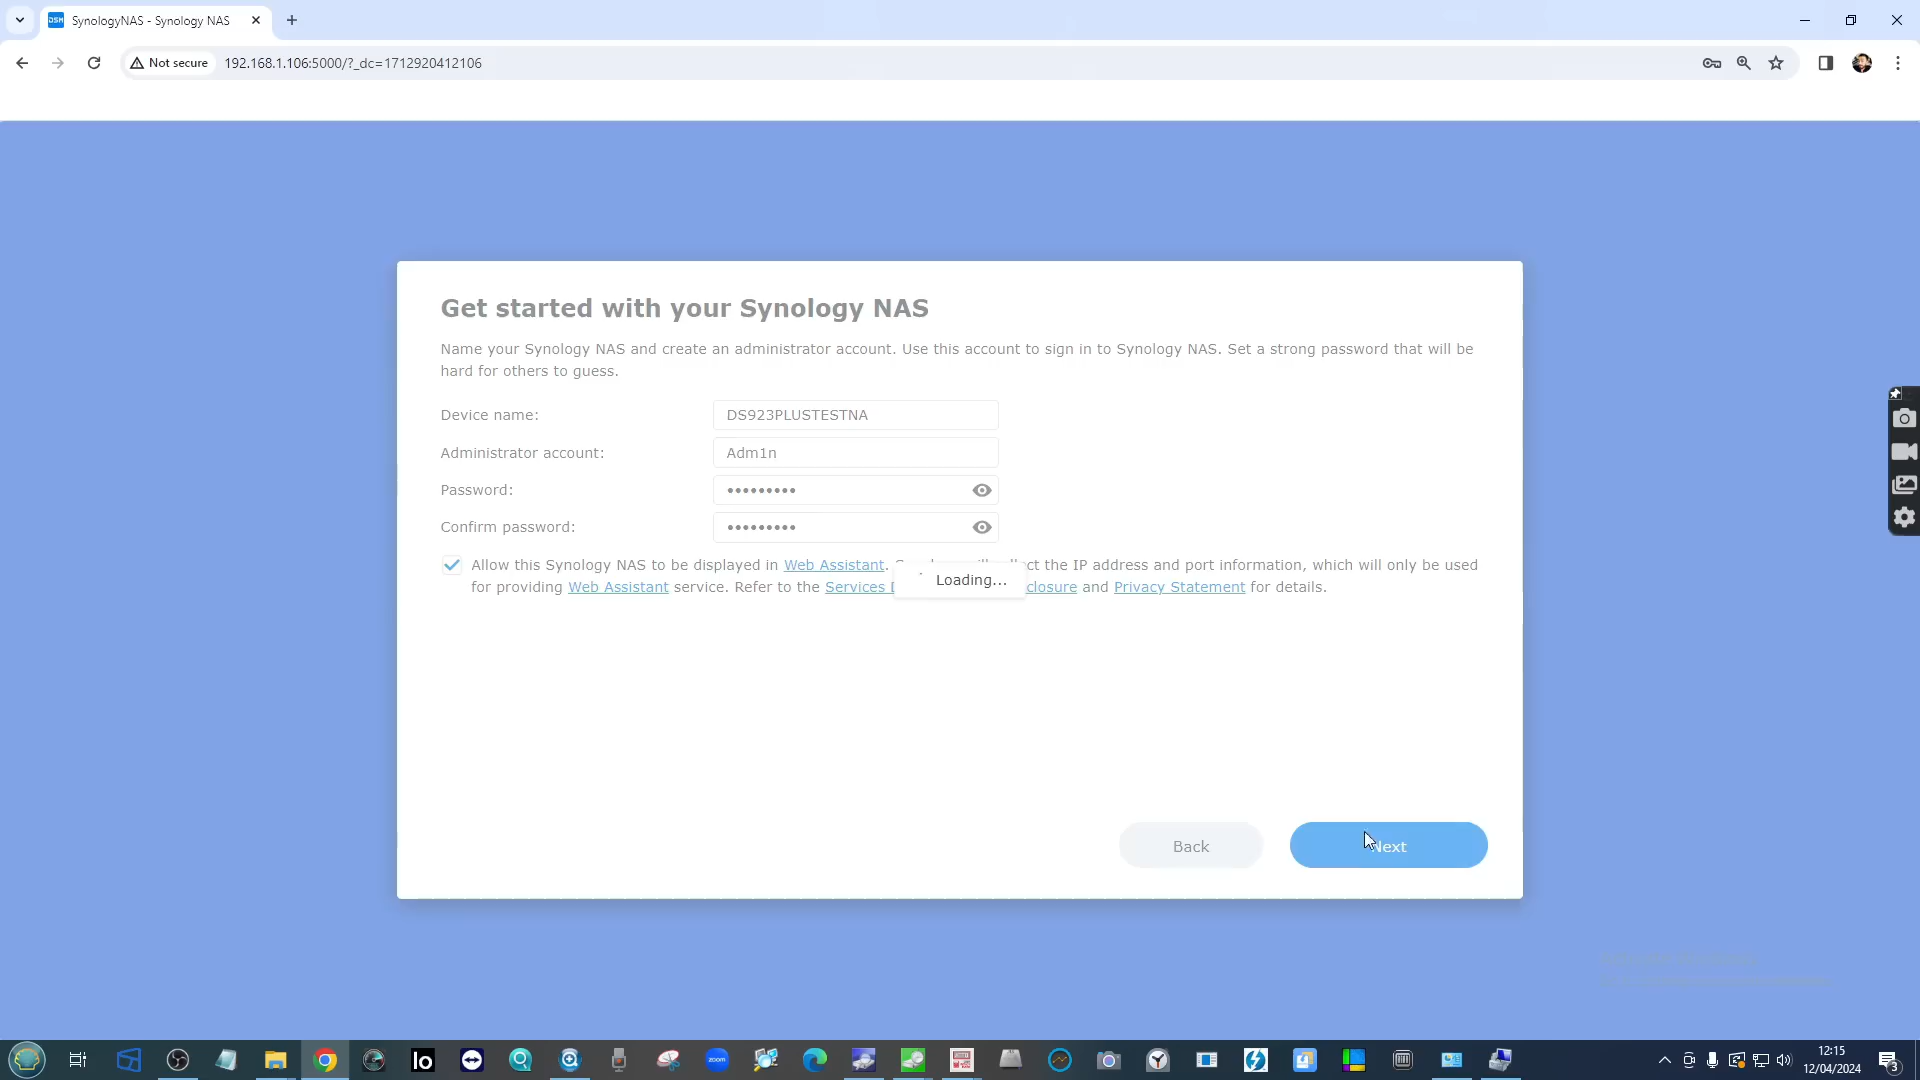 SynologyNAS - Synology NAS
Not secure
192.168.1.106:5000/?_dc=1712920412106
Get started with your Synology NAS
Name your Synology NAS and create an administrator account. Use this account to sign in to Synology NAS. Set a strong password that will be
hard for others to guess.
Device name:
DS923PLUSTESTNA
Administrator account:
Adm1n
Password:
•••••••••
Confirm password:
•••••••••
Allow this Synology NAS to be displayed in Web Assistant. the IP address and port information, which will only be used
for providing Web Assistant service. Refer to the Services and Privacy Statement for details.
Loading...
Back
Next
DSM
Io
zoom
12:15
12/04/2024
3